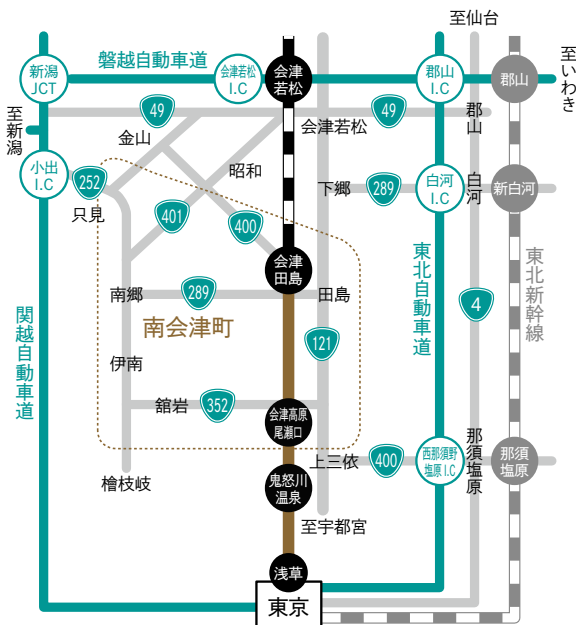 至仙台
磐越自動車道
至いわき
新潟
JCT
会津若松
I.C
会津
若松
郡山
I.C
郡山
49
49
至新潟
金山
会津若松
郡山
小出
I.C
252
昭和
下郷
289
白河
I.C
白河
新白河
只見
401
400
会津
田島
東北自動車道
東北新幹線
南郷
289
田島
4
関越自動車道
南会津町
121
伊南
舘岩
352
会津高原
尾瀬口
檜枝岐
上三依
400
西那須野
塩原I.C
那須塩原
那須
塩原
鬼怒川
温泉
至宇都宮
浅草
東京